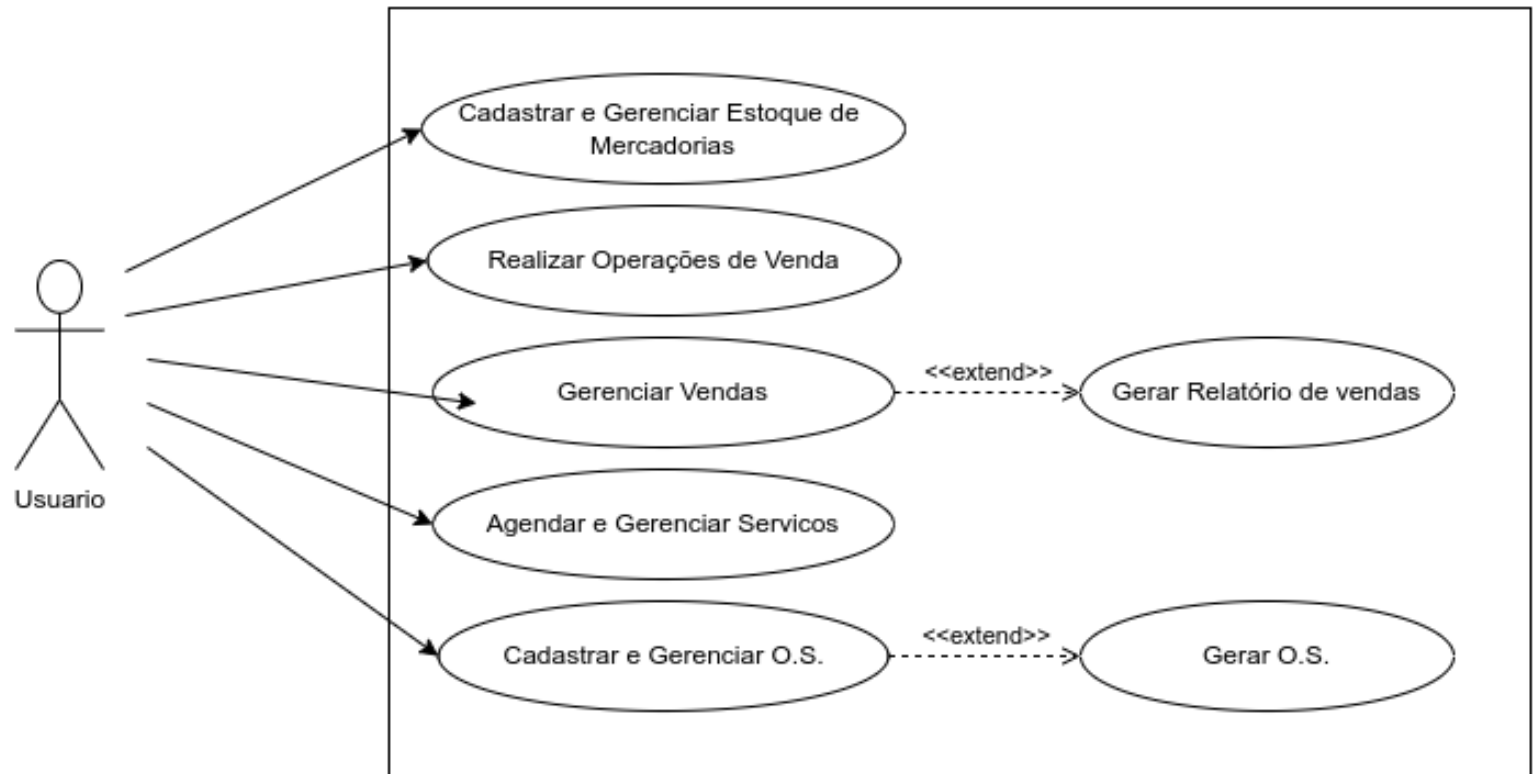 Cadastrar e Gerenciar Estoque de
Mercadorias
Realizar Operações de Venda
Gerenciar Vendas
<<extend>>
Gerar Relatório de vendas
Usuario
Agendar e Gerenciar Servicos
Cadastrar e Gerenciar O.S.
<<extend>>
Gerar O.S.